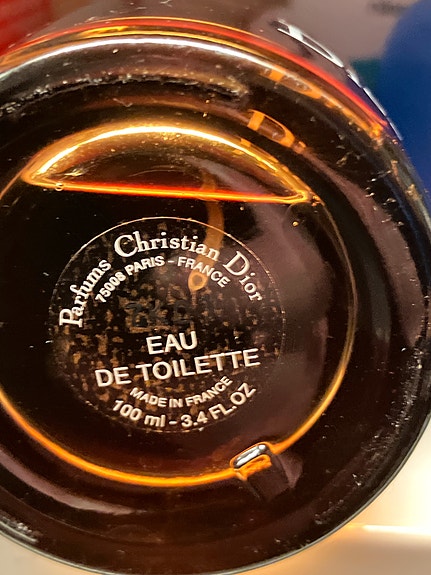 Parfums Christian Dior
75008 PARIS - FRANCE
EAU
DE TOILETTE
MADE IN FRANCE
100 ml - 3.4 FL.OZ